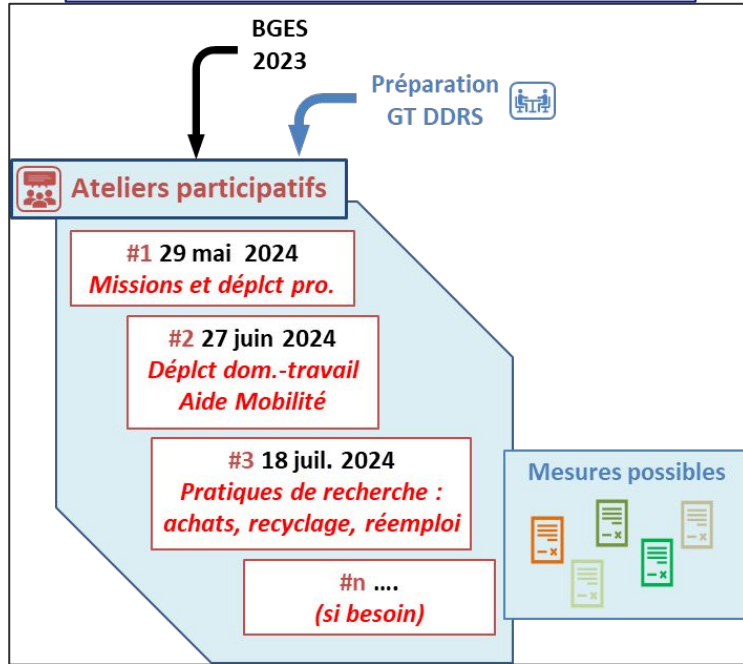 BGES
2023
Préparation
GT DDRS
Ateliers participatifs
#1 29 mai 2024
Missions et déplct pro.
#2 27 juin 2024
Déplct dom.-travail
Aide Mobilité
#3 18 juil. 2024
Pratiques de recherche :
achats, recyclage, réemploi
#n ....
(si besoin)
Mesures possibles